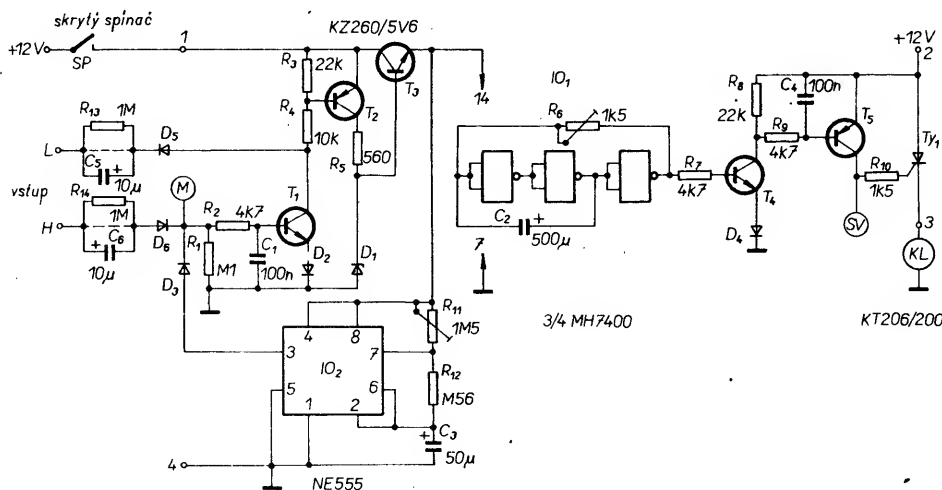 skrytý spínač
KZ260/5V6
+12V
SP
1
R3
22K
T3
T2
R4
10k
R5
560
14
IO1
R6
1k5
+12V
2
R8
22K
C4
100n
T5
R9
4k7
Ty1
R13
1M
L
D5
C5
10µ
vstup
R14
1M
H
C6
10µ
D6
M
R2
4k7
T1
R1
M1
C1
100n
D2
D1
D3
C2
500µ
7
R7
4k7
T4
D4
R10
1k5
SV
3
KL
3/4 MH7400
KT206/200
4
8
3
IO2
7
5
6
1
2
R11
1M5
R12
M56
C3
50µ
4
NE555